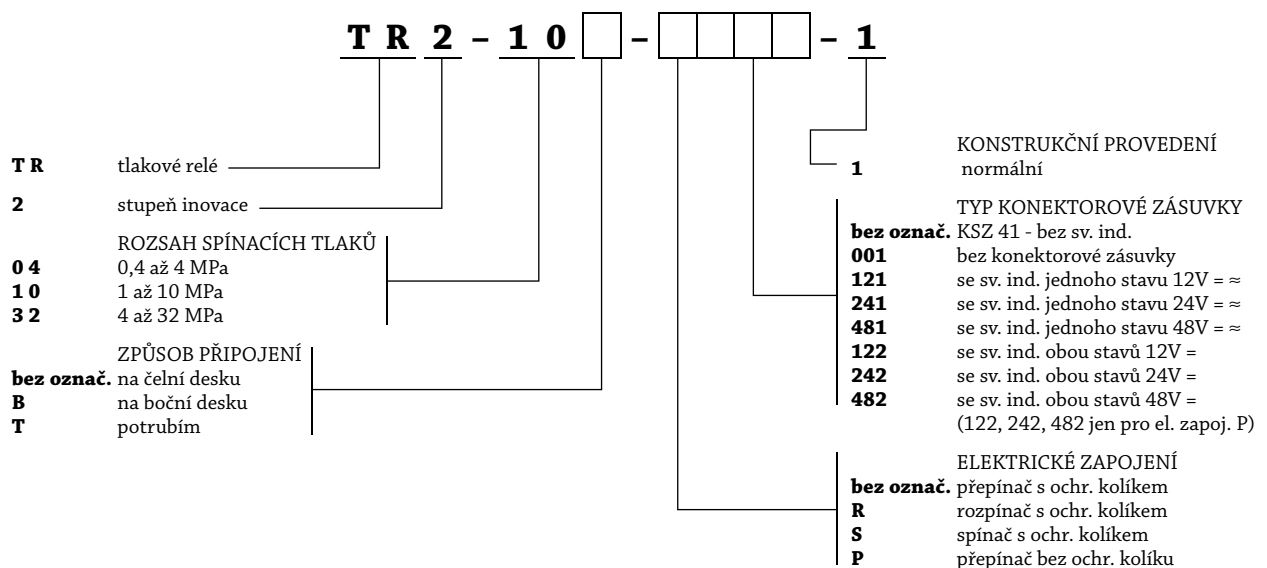 T R 2 – 1 0 – – 1
T R tlakové relé
2 stupeň inovace
ROZSAH SPÍNACÍCH TLAKŮ
0 4 0,4 až 4 MPa
1 0 1 až 10 MPa
3 2 4 až 32 MPa
ZPŮSOB PŘIPOJENÍ
bez označ. na čelní desku
B na boční desku
T potrubím
KONSTRUKČNÍ PROVEDENÍ
1 normální
TYP KONEKTOROVÉ ZÁSUVKY
bez označ. KSZ 41 - bez sv. ind.
001 bez konektorové zásuvky
121 se sv. ind. jednoho stavu 12V = ≈
241 se sv. ind. jednoho stavu 24V = ≈
481 se sv. ind. jednoho stavu 48V = ≈
122 se sv. ind. obou stavů 12V =
242 se sv. ind. obou stavů 24V =
482 se sv. ind. obou stavů 48V =
(122, 242, 482 jen pro el. zapoj. P)
ELEKTRICKÉ ZAPOJENÍ
bez označ. přepínač s ochr. kolíkem
R rozpínač s ochr. kolíkem
S spínač s ochr. kolíkem
P přepínač bez ochr. kolíku